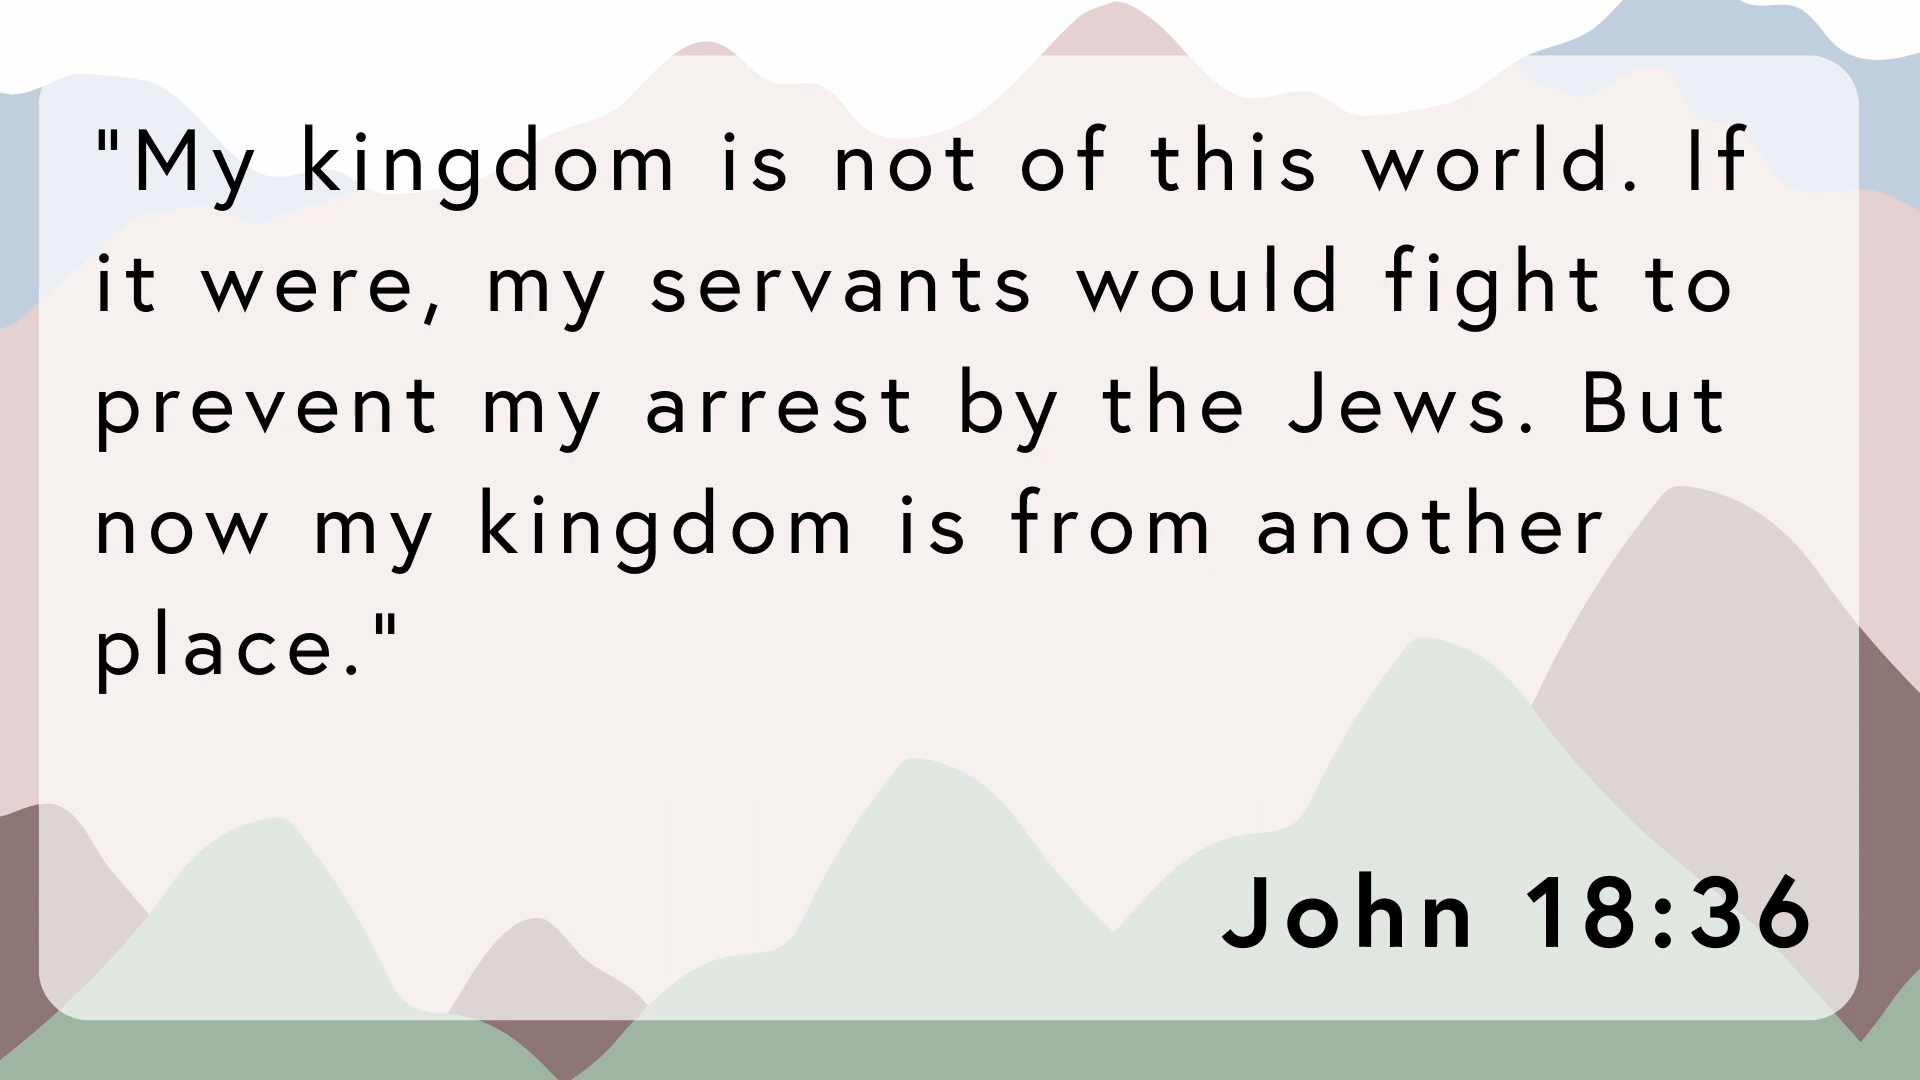 "My kingdom is not of this world. If
it were, my servants would fight to
prevent my arrest by the Jews. But
now my kingdom is from another
place."
John 18:36